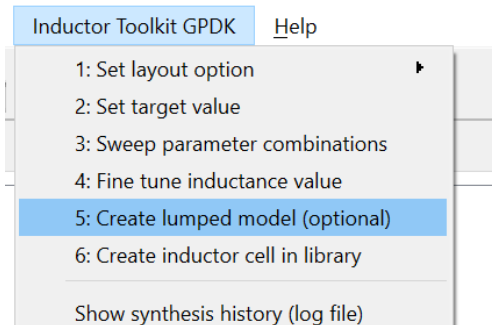 Inductor Toolkit GPDK Help
1: Set layout option
2: Set target value
3: Sweep parameter combinations
4: Fine tune inductance value
5: Create lumped model (optional)
6: Create inductor cell in library
Show synthesis history (log file)